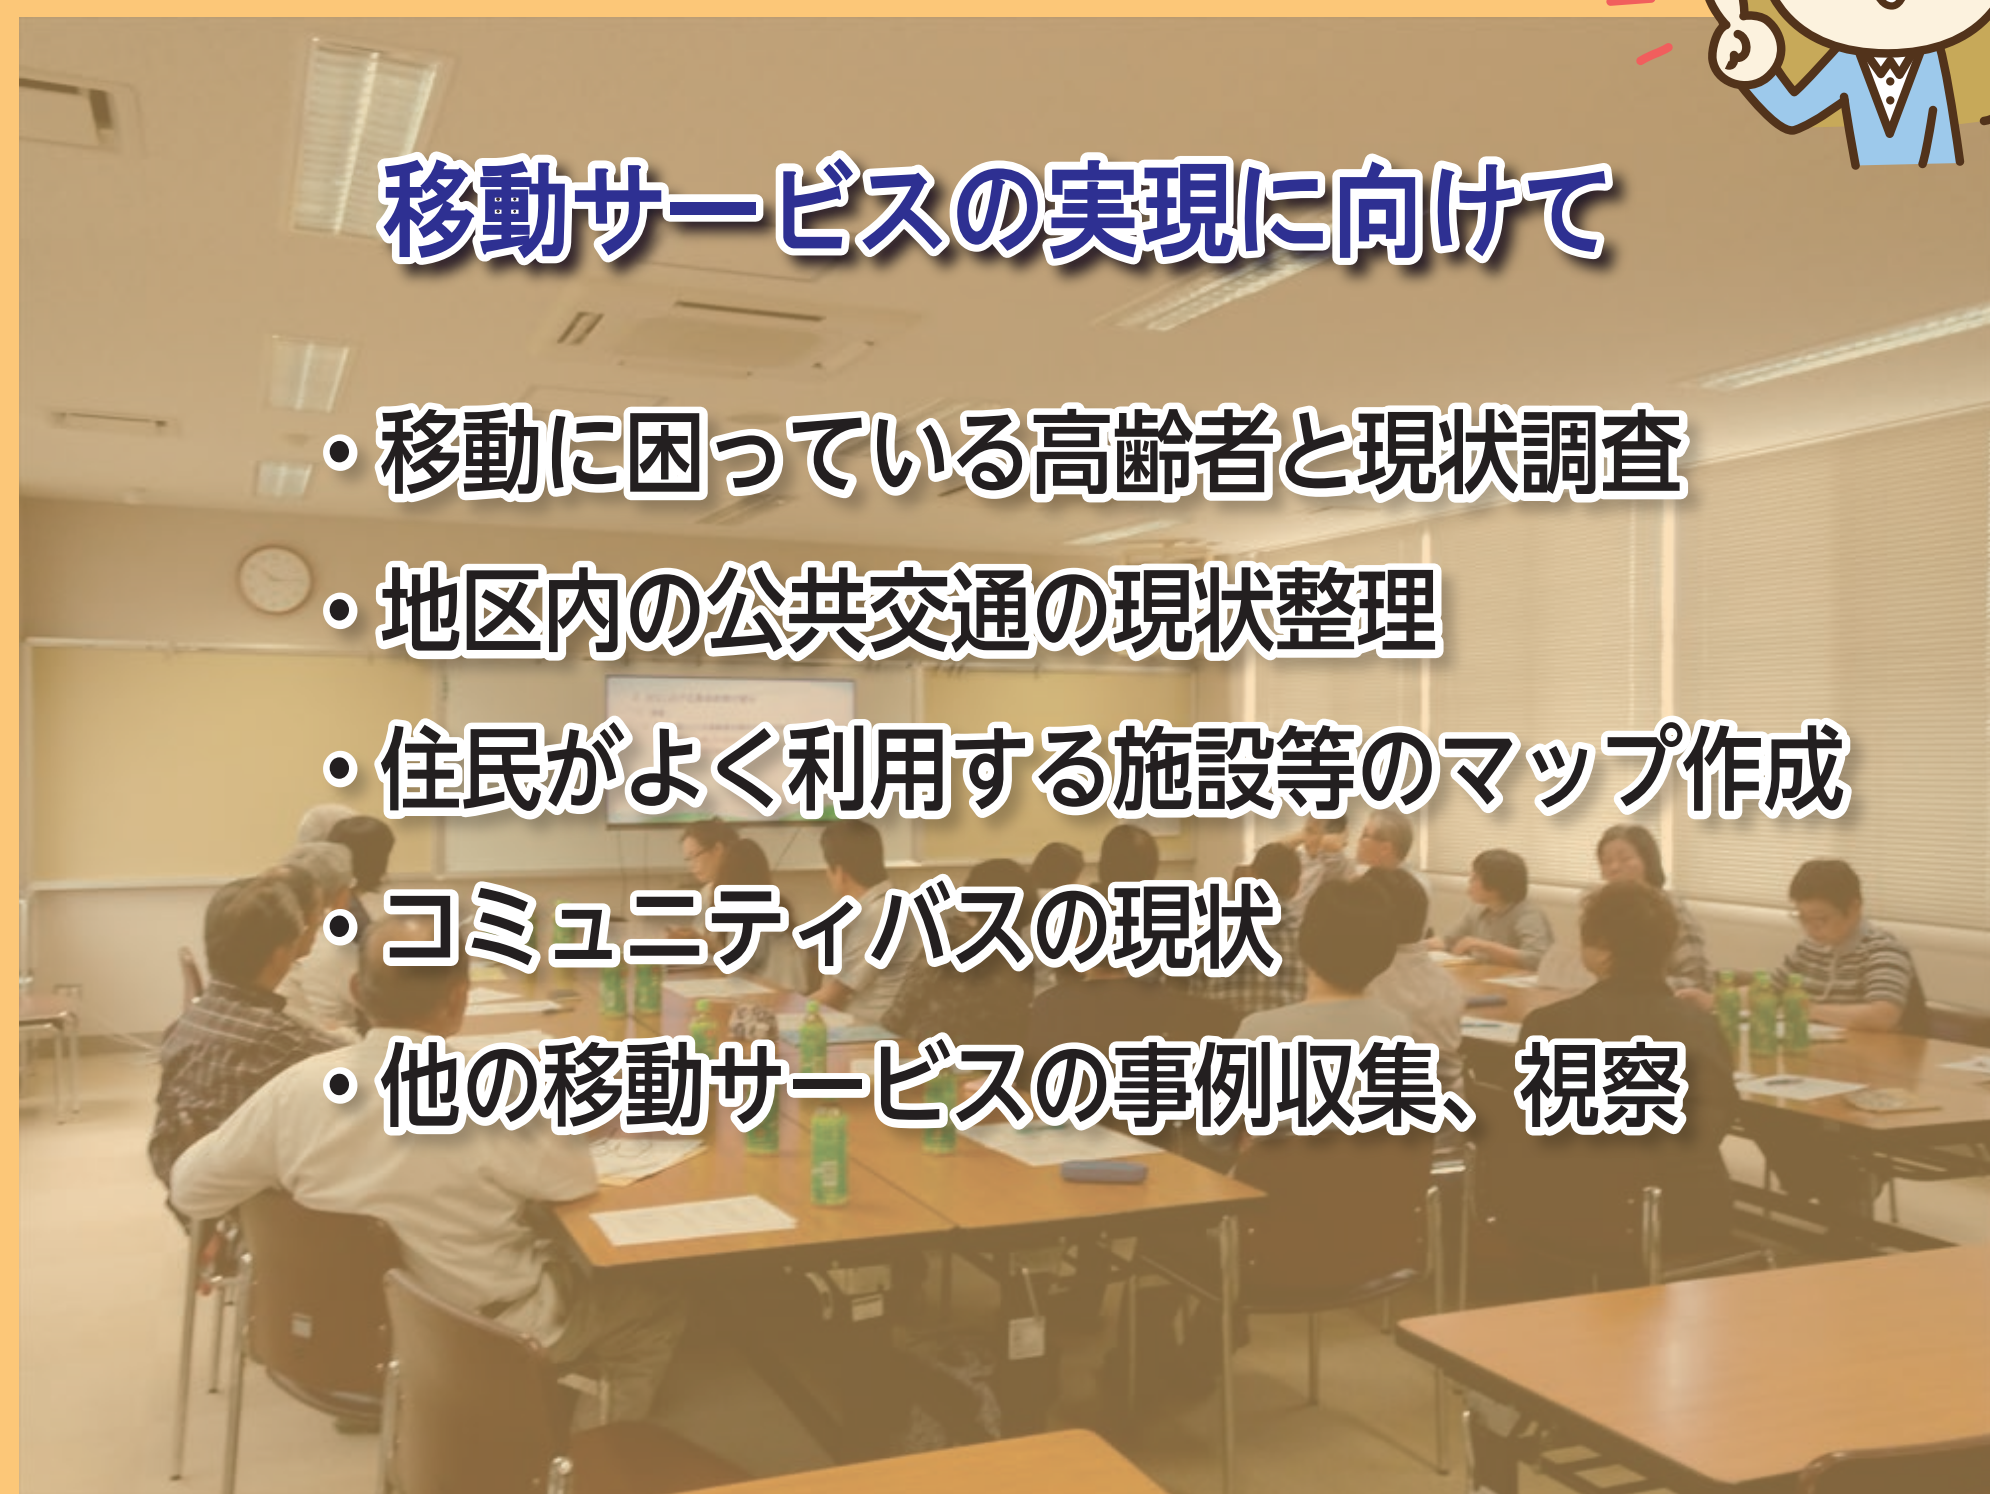 移動サービスの実現に向けて
・移動に困っている高齢者と現状調査
・地区内の公共交通の現状整理
・住民がよく利用する施設等のマップ作成
・コミュニティバスの現状
・他の移動サービスの事例収集、視察